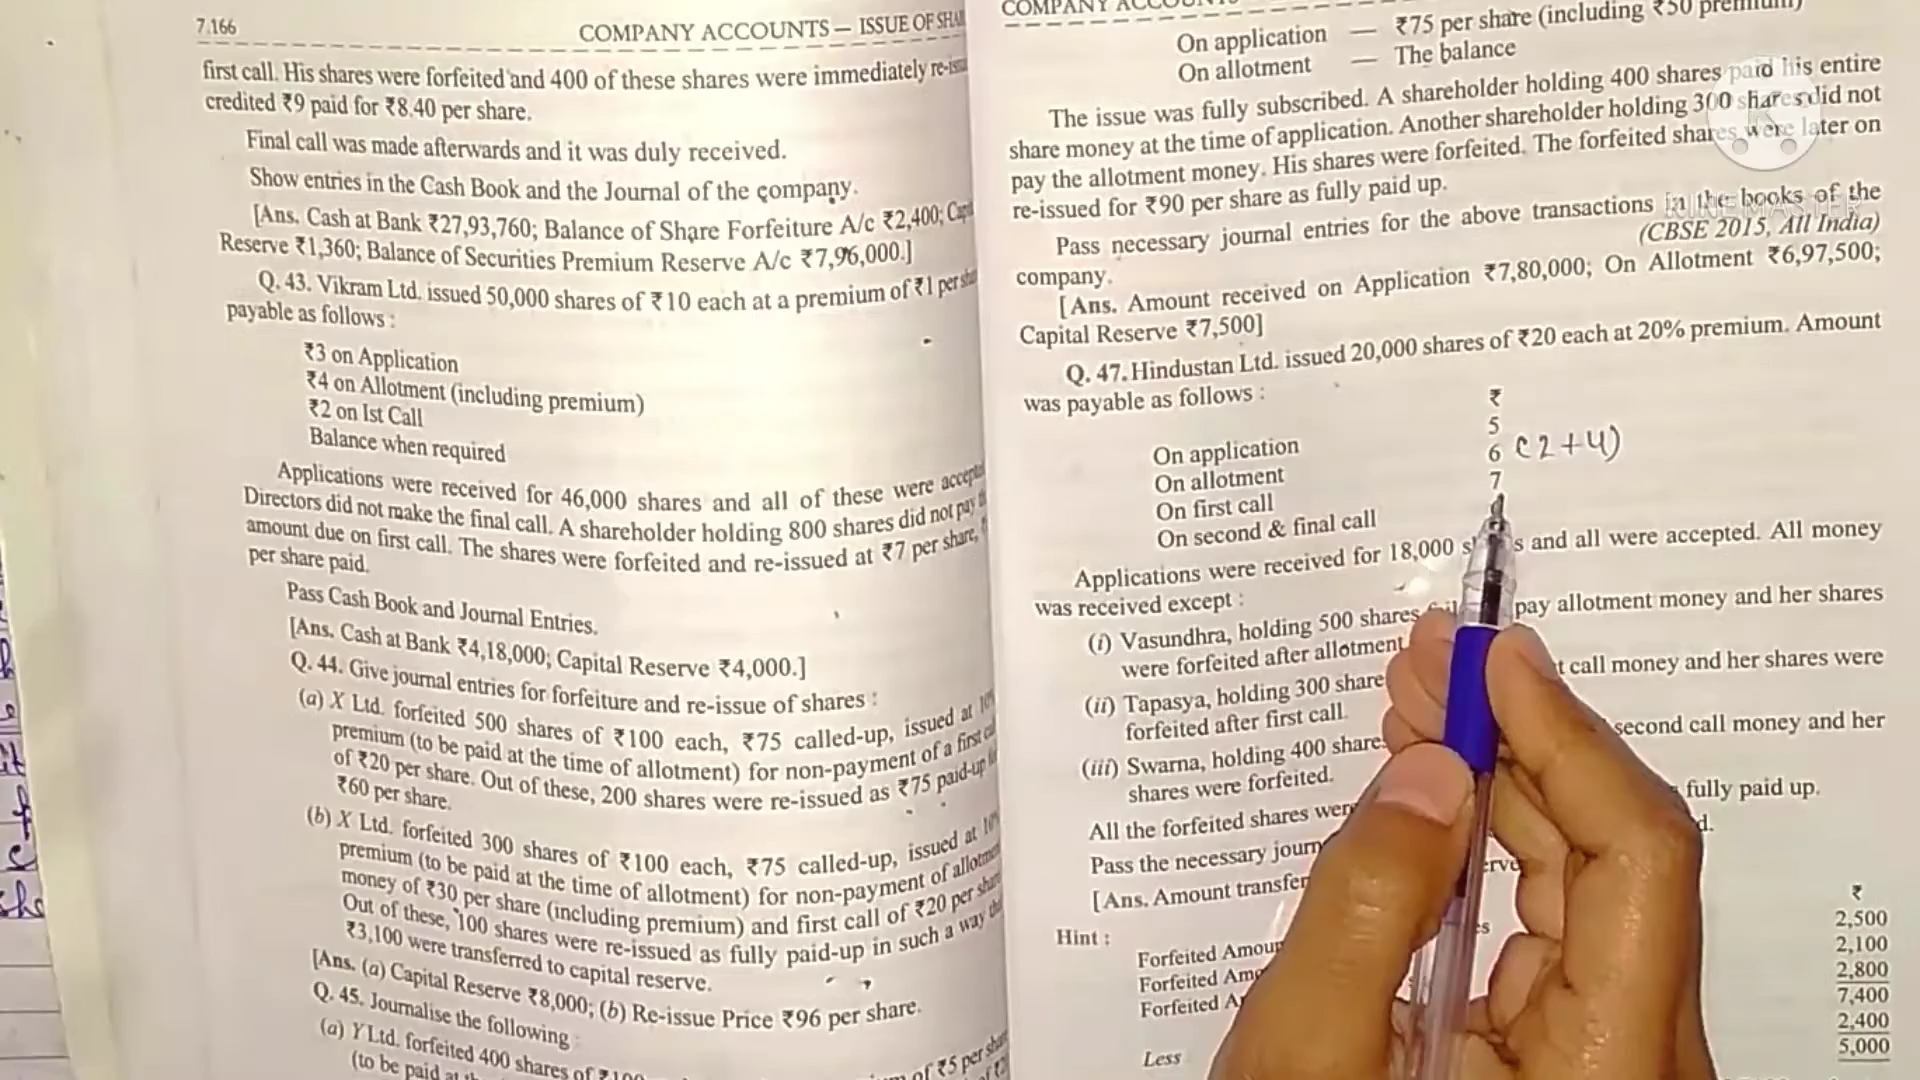 7.166
COMPANY ACCOUNTS — ISSUE OF SHA
first call. His shares were forfeited and 400 of these shares were immediately re-issu
credited ₹9 paid for ₹8.40 per share.
Final call was made afterwards and it was duly received.
Show entries in the Cash Book and the Journal of the company.
[Ans. Cash at Bank ₹27,93,760; Balance of Share Forfeiture A/c ₹2,400; Capi
Reserve ₹1,360; Balance of Securities Premium Reserve A/c ₹7,96,000.]
Q. 43. Vikram Ltd. issued 50,000 shares of ₹10 each at a premium of ₹1 per sha
payable as follows :
₹3 on Application
₹4 on Allotment (including premium)
₹2 on Ist Call
Balance when required
Applications were received for 46,000 shares and all of these were accept
Directors did not make the final call. A shareholder holding 800 shares did not pay
amount due on first call. The shares were forfeited and re-issued at ₹7 per share,
per share paid.
Pass Cash Book and Journal Entries.
[Ans. Cash at Bank ₹4,18,000; Capital Reserve ₹4,000.]
Q. 44. Give journal entries for forfeiture and re-issue of shares :
(a) X Ltd. forfeited 500 shares of ₹100 each, ₹75 called-up, issued at 10%
premium (to be paid at the time of allotment) for non-payment of a first
of ₹20 per share. Out of these, 200 shares were re-issued as ₹75 paid-up
₹60 per share.
(b) X Ltd. forfeited 300 shares of ₹100 each, ₹75 called-up, issued at 10
premium (to be paid at the time of allotment) for non-payment of allotm
money of ₹30 per share (including premium) and first call of ₹20 per share
Out of these, 100 shares were re-issued as fully paid-up in such a way
₹3,100 were transferred to capital reserve.
[Ans. (a) Capital Reserve ₹8,000; (b) Re-issue Price ₹96 per share.
Q. 45. Journalise the following :
(a) Y Ltd. forfeited 400 shares of ₹100
(to be paid at
of ₹5 per shar
COMPANY ACCOUNTS
On application — ₹75 per share (including ₹50 premium)
On allotment — The balance
The issue was fully subscribed. A shareholder holding 400 shares paid his entire
share money at the time of application. Another shareholder holding 300 shares did not
pay the allotment money. His shares were forfeited. The forfeited shares were later on
re-issued for ₹90 per share as fully paid up.
Pass necessary journal entries for the above transactions in the books of the
company. (CBSE 2015, All India)
[Ans. Amount received on Application ₹7,80,000; On Allotment ₹6,97,500;
Capital Reserve ₹7,500]
Q. 47. Hindustan Ltd. issued 20,000 shares of ₹20 each at 20% premium. Amount
was payable as follows :
₹
On application 5
On allotment 6 (2+4)
On first call 7
On second & final call
Applications were received for 18,000 s s and all were accepted. All money
was received except :
(i) Vasundhra, holding 500 shares pay allotment money and her shares
were forfeited after allotment
(ii) Tapasya, holding 300 share t call money and her shares were
forfeited after first call.
(iii) Swarna, holding 400 shares second call money and her
shares were forfeited.
All the forfeited shares wer fully paid up.
Pass the necessary journ d.
[Ans. Amount transfer erve
₹
Hint :
Forfeited Amoun es 2,500
Forfeited Amo 2,100
Forfeited A 2,800
7,400
Less 2,400
5,000
K
KINEMASTER